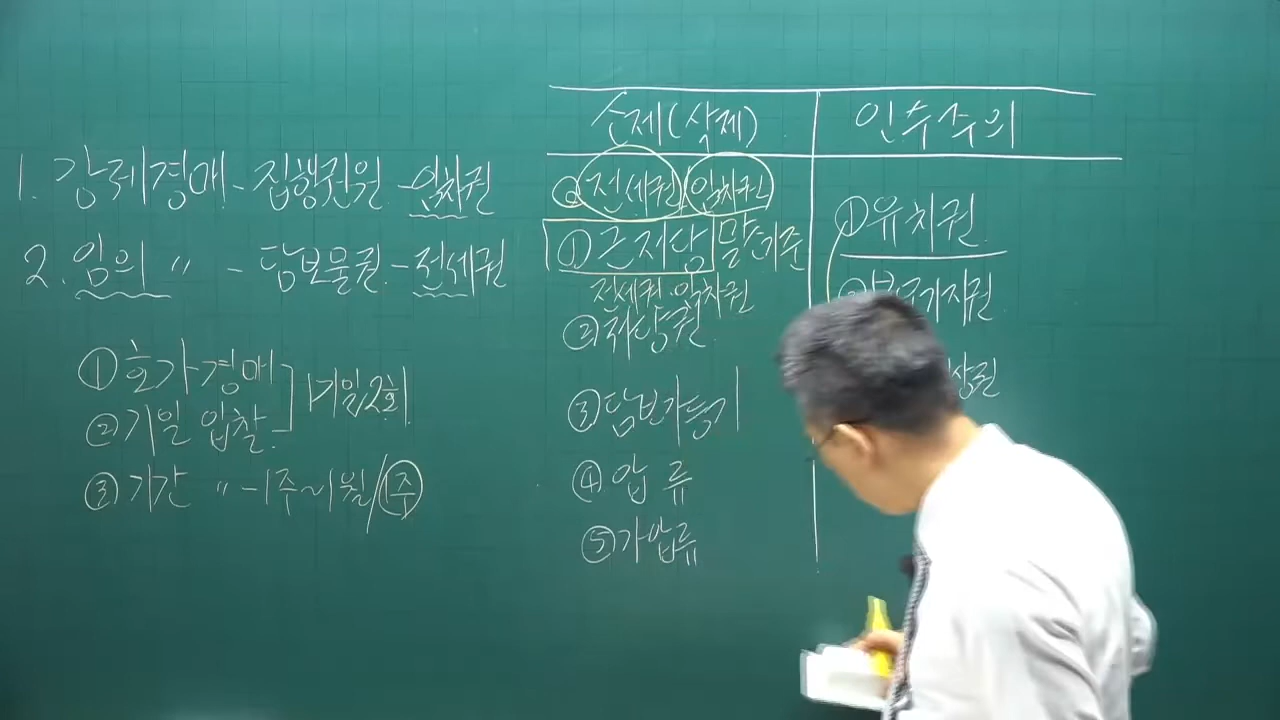 1. 강제경매 - 집행권원 - 임차권
2. 임의 〃 - 담보물권 - 전세권
① 호가경매
② 기일 입찰
1기일 2회
③ 기간 〃 - 1주~1월/1주
소제(삭제)
전세권 임차권
① 근저당 말 기준
전세권. 임차권
② 저당권
③ 담보가등기
④ 압류
⑤ 가압류
인수주의
① 유치권